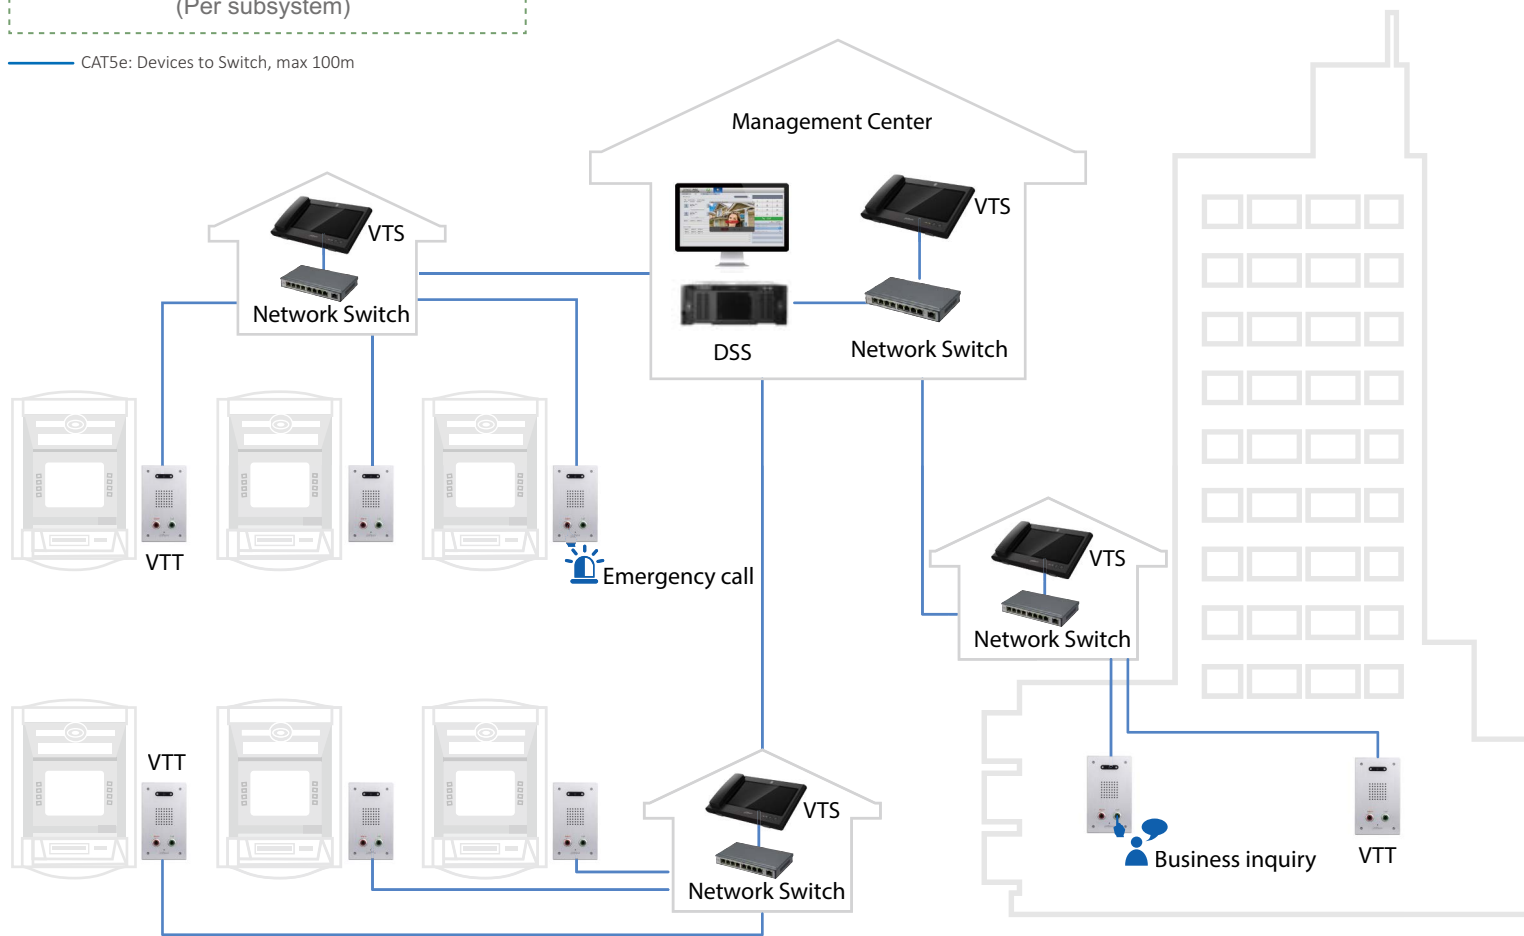 (Per subsystem)
CAT5e: Devices to Switch, max 100m
Management Center
VTS
VTS
DSS
Network Switch
Network Switch
VTT
Emergency call
VTS
Network Switch
VTT
VTS
Network Switch
Business inquiry
VTT